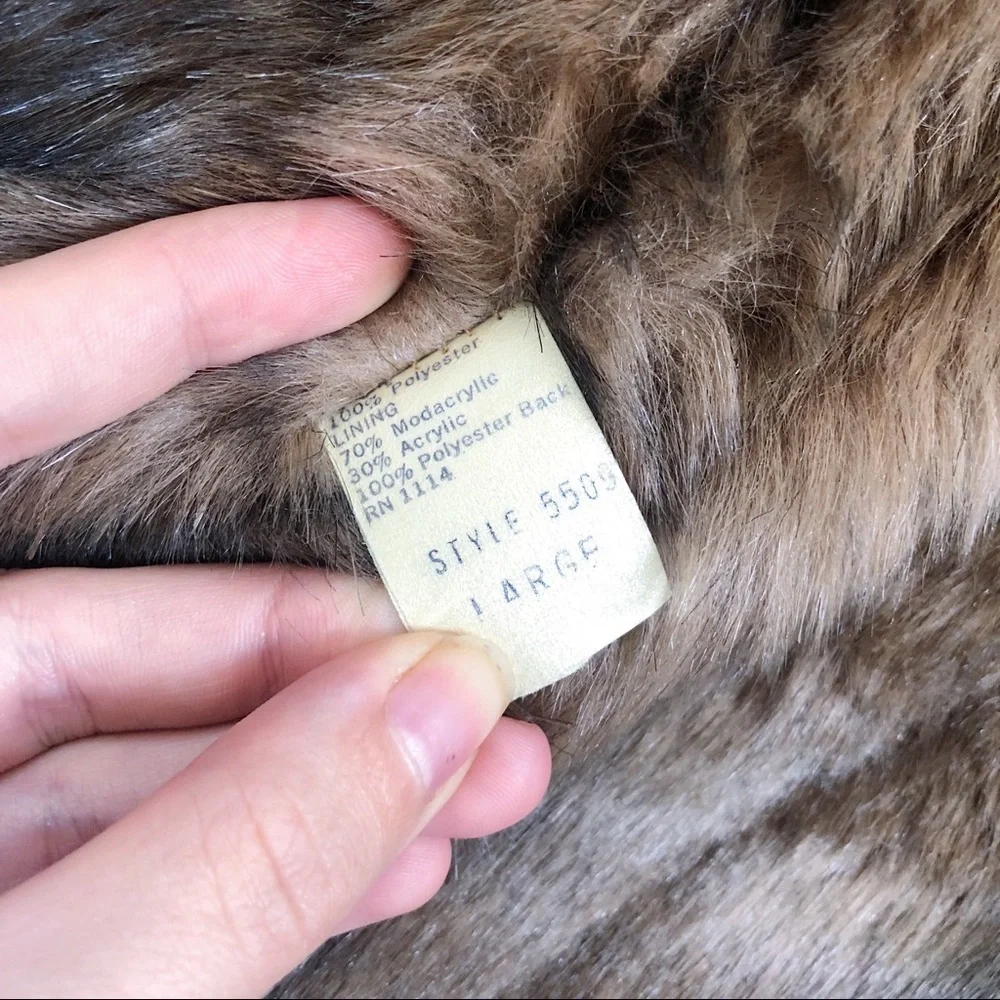 100% Polyester
LINING
70% Modacrylic
30% Acrylic
100% Polyester Back
RN 1114
STYLE 5509
LARGE